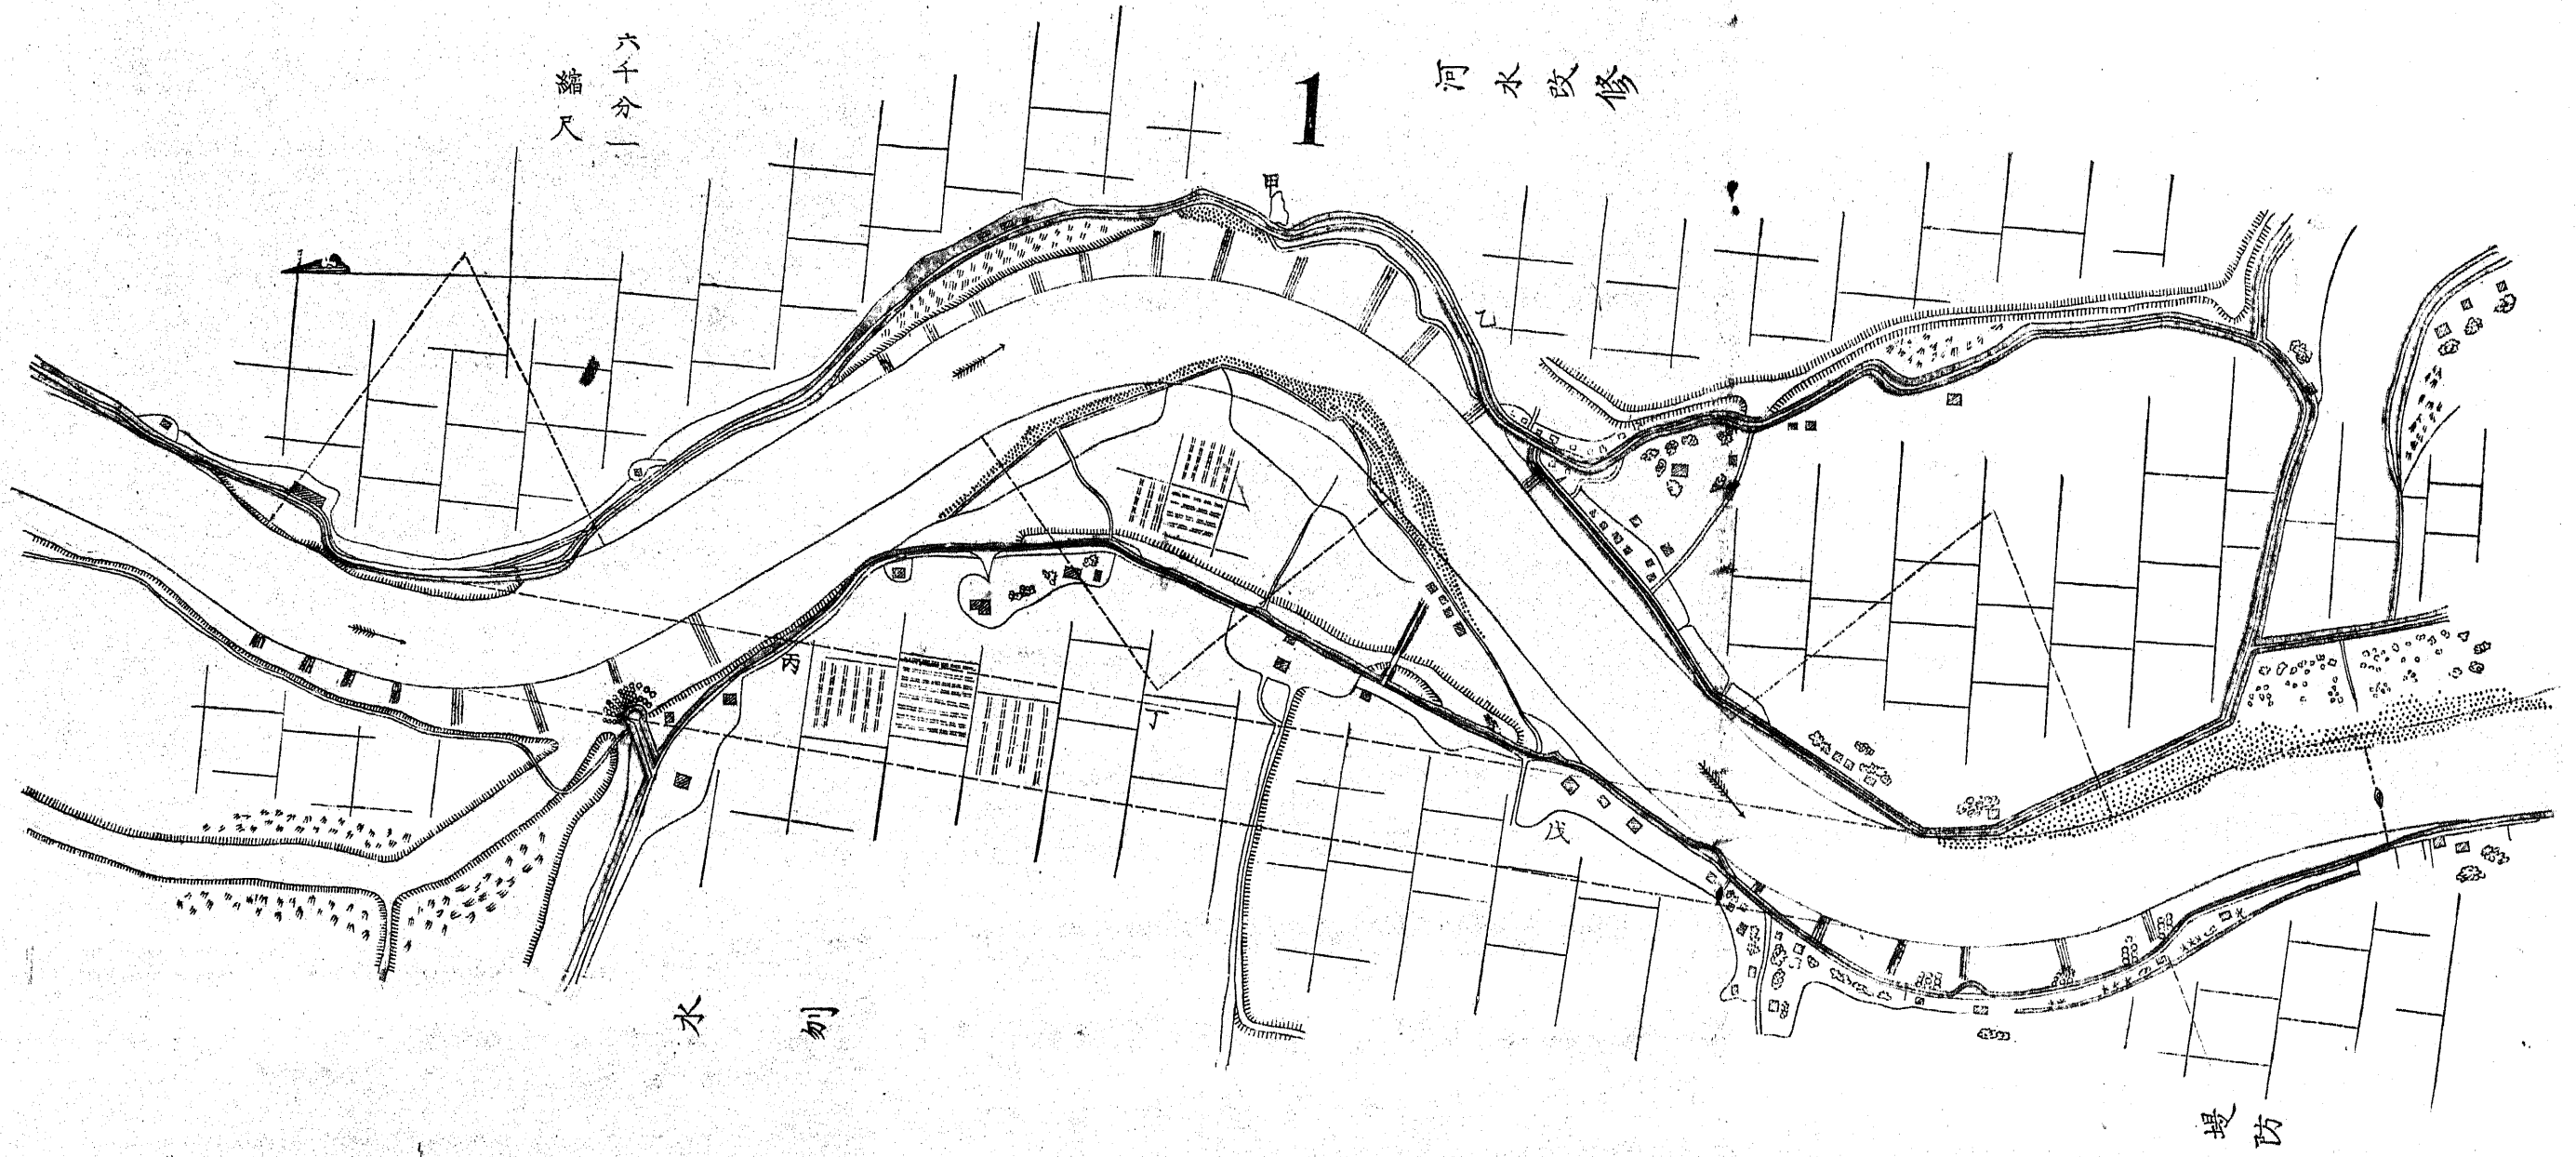 河水改修
1
六千分一
縮尺
甲
乙
丙
丁
戊
水刎
堤防